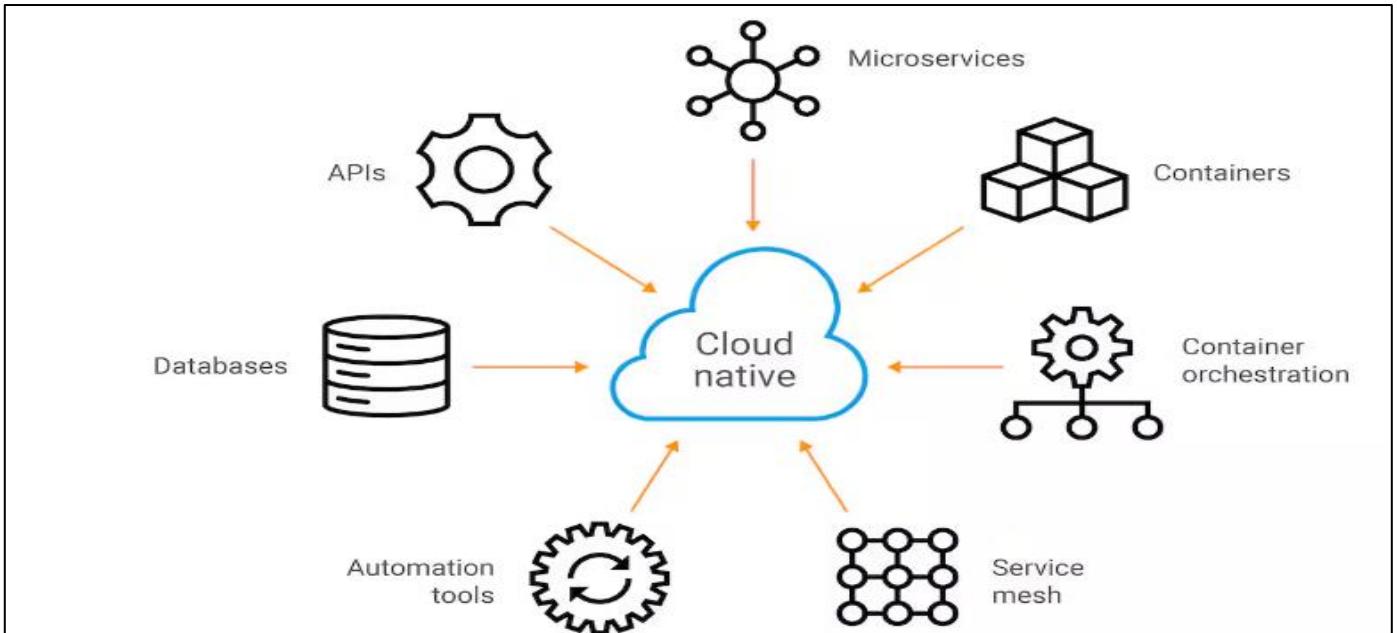 Microservices
APIs
Containers
Cloud
native
Databases
Container
orchestration
Automation
tools
Service
mesh